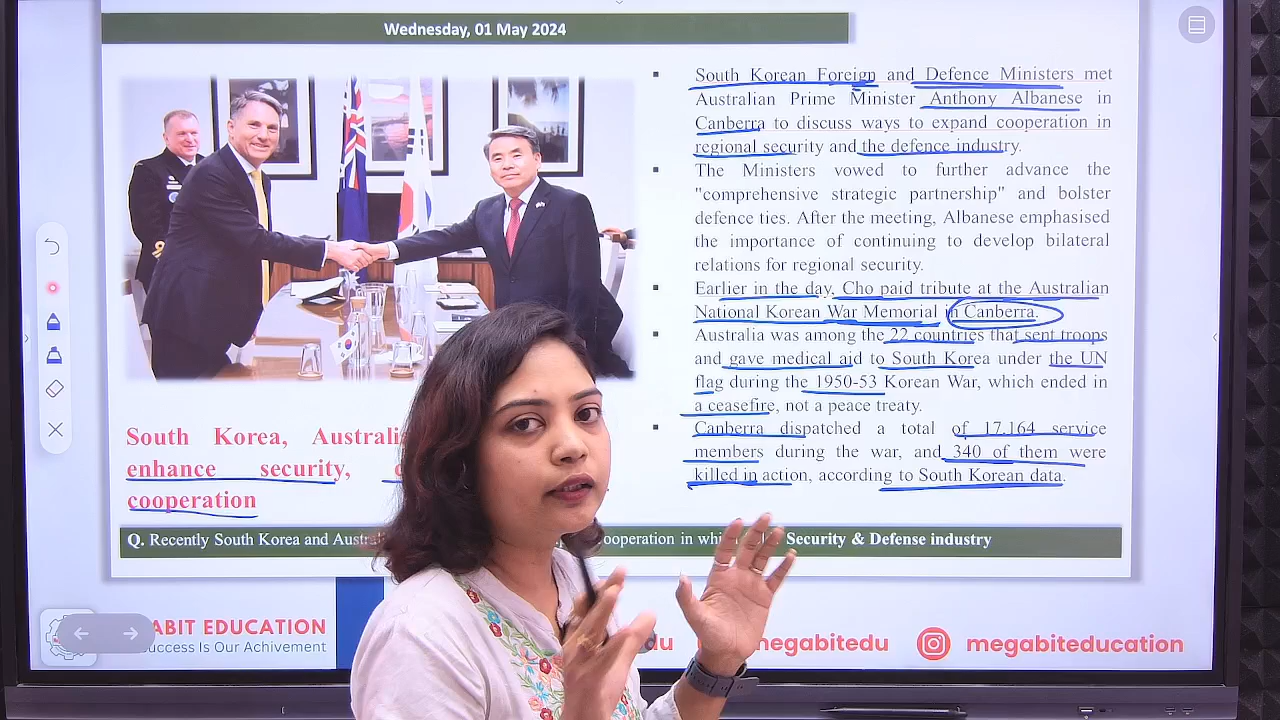 Wednesday, 01 May 2024
South Korean Foreign and Defence Ministers met
Australian Prime Minister Anthony Albanese in
Canberra to discuss ways to expand cooperation in
regional security and the defence industry.
The Ministers vowed to further advance the
"comprehensive strategic partnership" and bolster
defence ties. After the meeting, Albanese emphasised
the importance of continuing to develop bilateral
relations for regional security.
Earlier in the day, Cho paid tribute at the Australian
National Korean War Memorial in Canberra.
Australia was among the 22 countries that sent troops
and gave medical aid to South Korea under the UN
flag during the 1950-53 Korean War, which ended in
a ceasefire, not a peace treaty.
Canberra dispatched a total of 17,164 service
members during the war, and 340 of them were
killed in action, according to South Korean data.
South Korea,
enhance security,
cooperation
Q. Recently South Korea and ooperation in Security & Defense industry
ABIT EDUCATION
uccess Is Our Achivement
du
megabitedu
megabiteducation